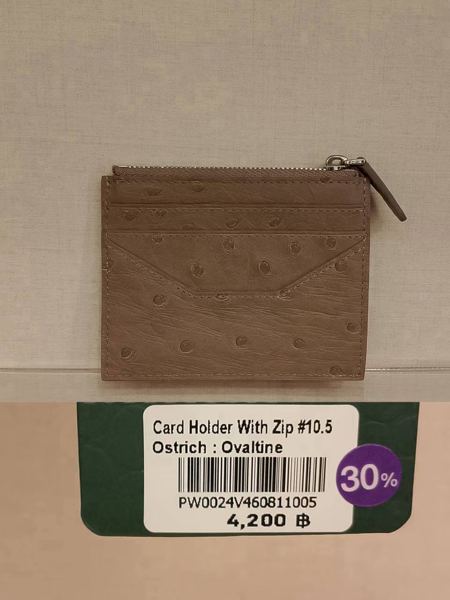 Card Holder With Zip #10.5
Ostrich : Ovaltine
30%
PW0024V460811005
4,200 ฿